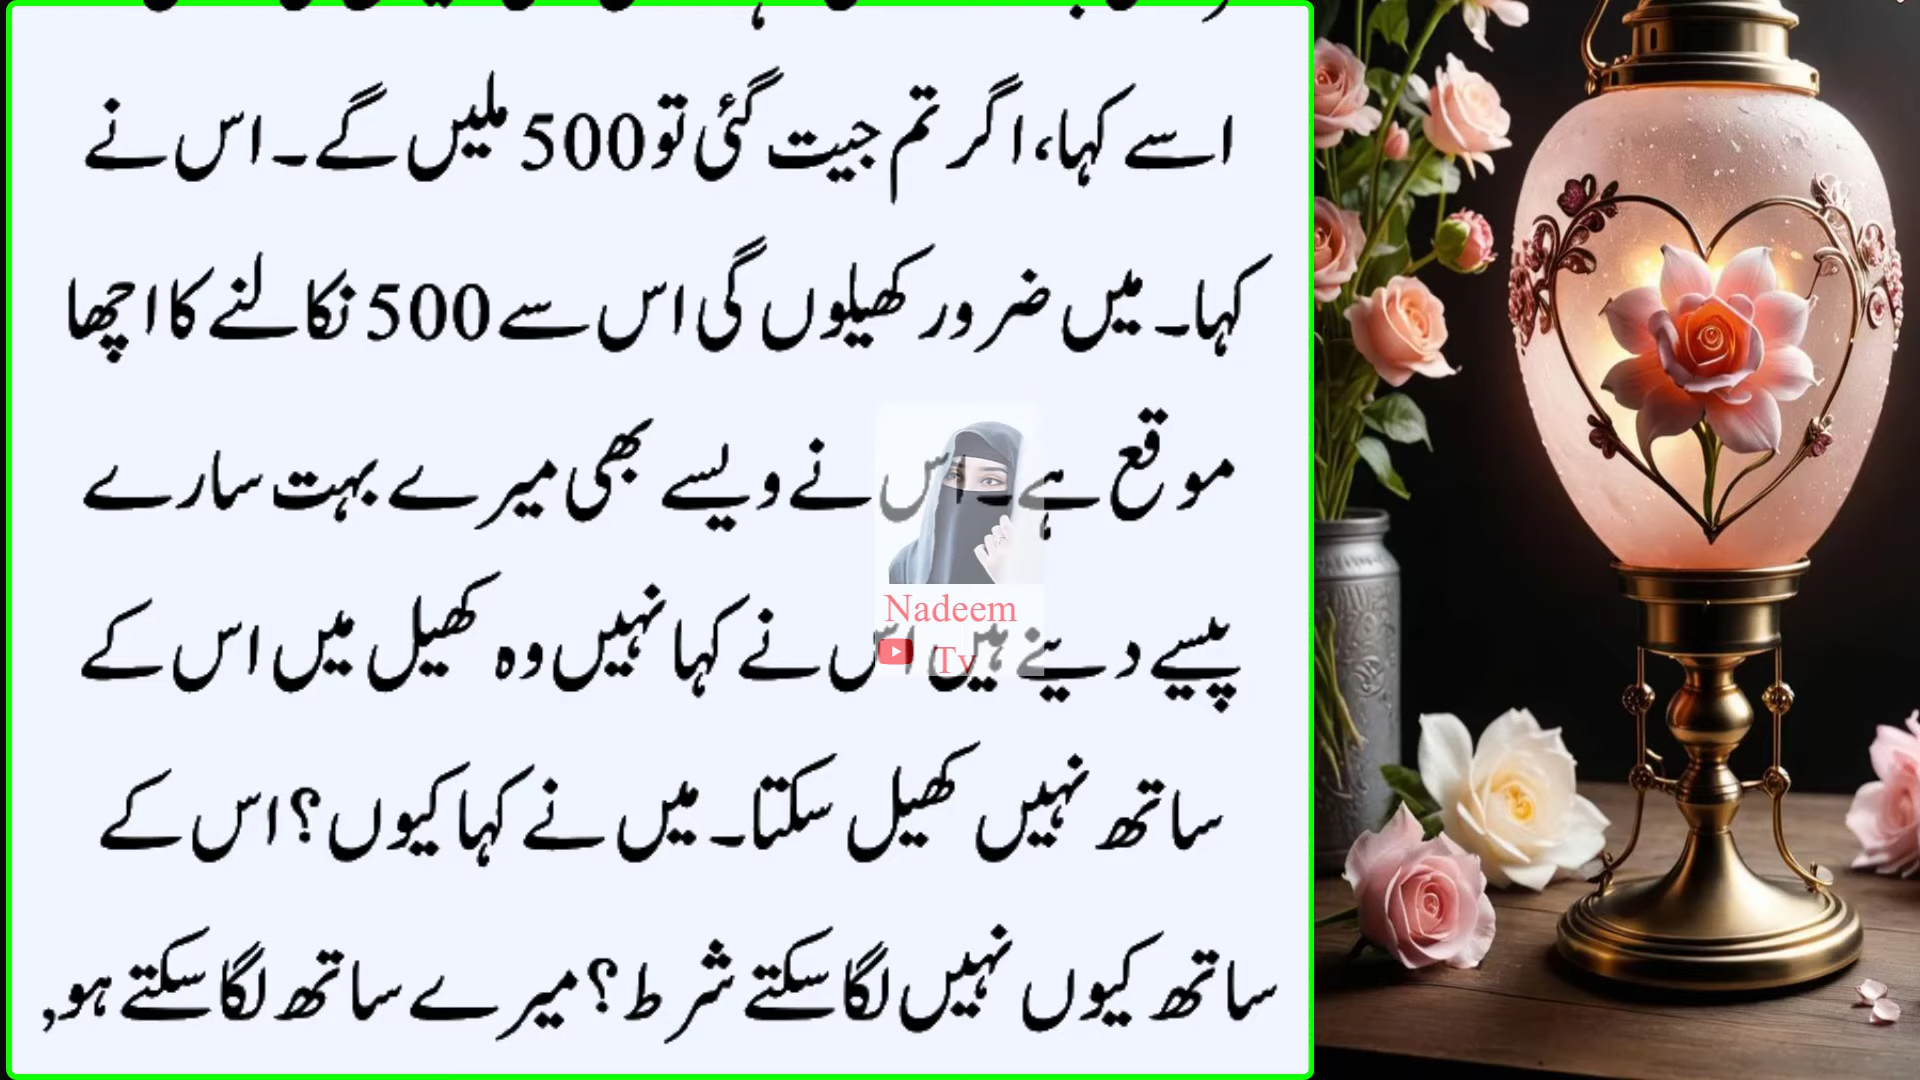 اسے کہا، اگر تم جیت گئی تو 500 ملیں گے۔ اس نے
کہا۔ میں ضرور کھیلوں گی اس سے 500 نکالنے کا اچھا
موقع ہے۔ اس نے ویسے بھی میرے بہت سارے
پیسے دینے ہیں اس نے کہا نہیں وہ کھیل میں اس کے
ساتھ نہیں کھیل سکتا۔ میں نے کہا کیوں؟ اس کے
ساتھ کیوں نہیں لگا سکتے شرط؟ میرے ساتھ لگا سکتے ہو,
Nadeem
Tv